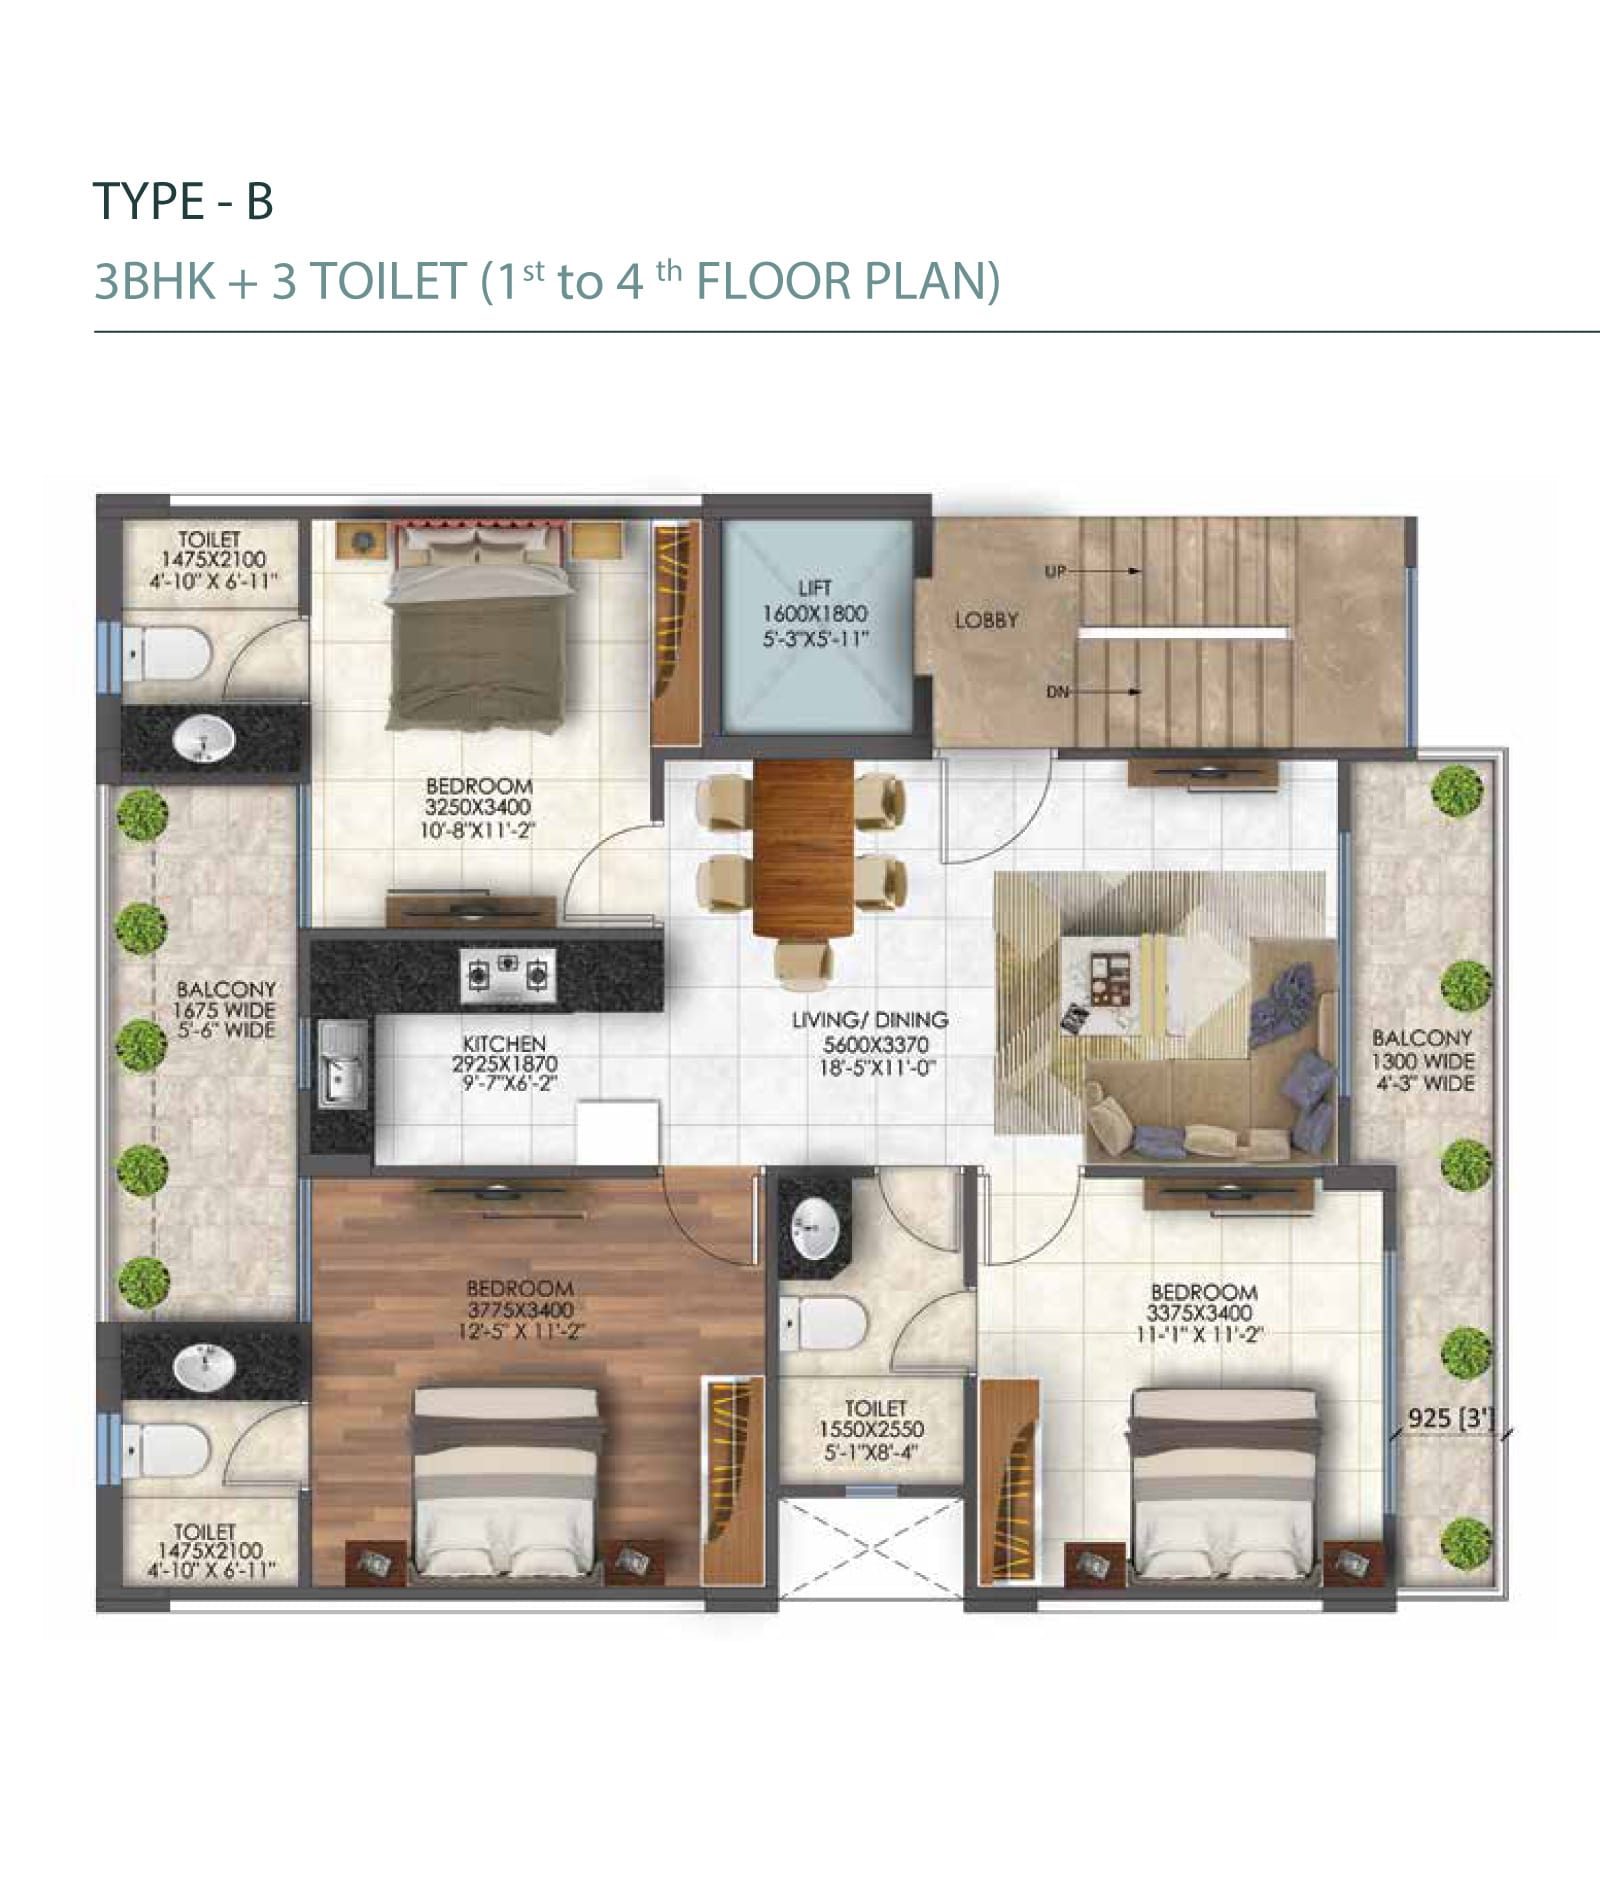 TYPE - B
3BHK + 3 TOILET (1st to 4 th FLOOR PLAN)
TOILET
1475X2100
4'-10" X 6'-11"
LIFT
1600X1800
5'-3"X5'-11"
LOBBY
UP
DN
BEDROOM
3250X3400
10'-8"X11'-2"
BALCONY
1675 WIDE
5'-6" WIDE
KITCHEN
2925X1870
9'-7"X6'-2"
LIVING/ DINING
5600X3370
18'-5"X11'-0"
BALCONY
1300 WIDE
4'-3" WIDE
BEDROOM
3775X3400
12'-5" X 11'-2"
BEDROOM
3375X3400
11-'1" X 11'-2"
TOILET
1550X2550
5'-1"X8'-4"
925 [3']
TOILET
1475X2100
4'-10" X 6'-11"